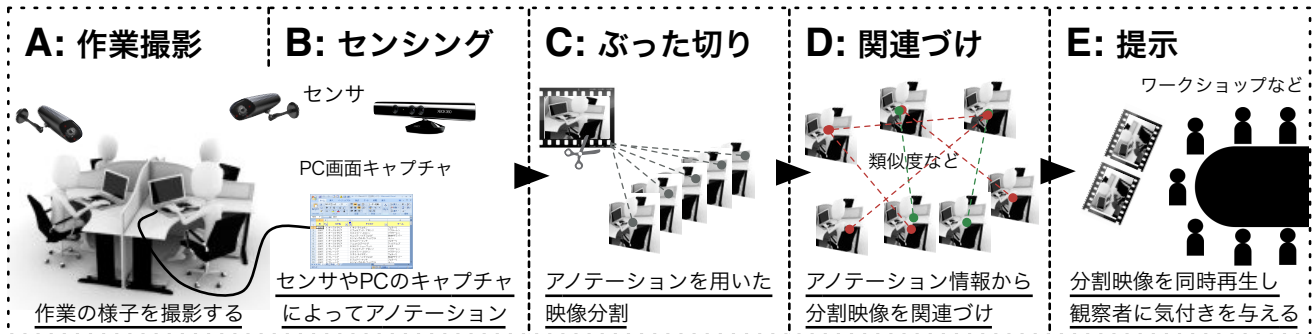 A: 作業撮影
作業の様子を撮影する
B: センシング
センサ
PC画面キャプチャ
センサやPCのキャプチャ
によってアノテーション
C: ぶった切り
アノテーションを用いた
映像分割
D: 関連づけ
類似度など
アノテーション情報から
分割映像を関連づけ
E: 提示
ワークショップなど
分割映像を同時再生し
観察者に気付きを与える